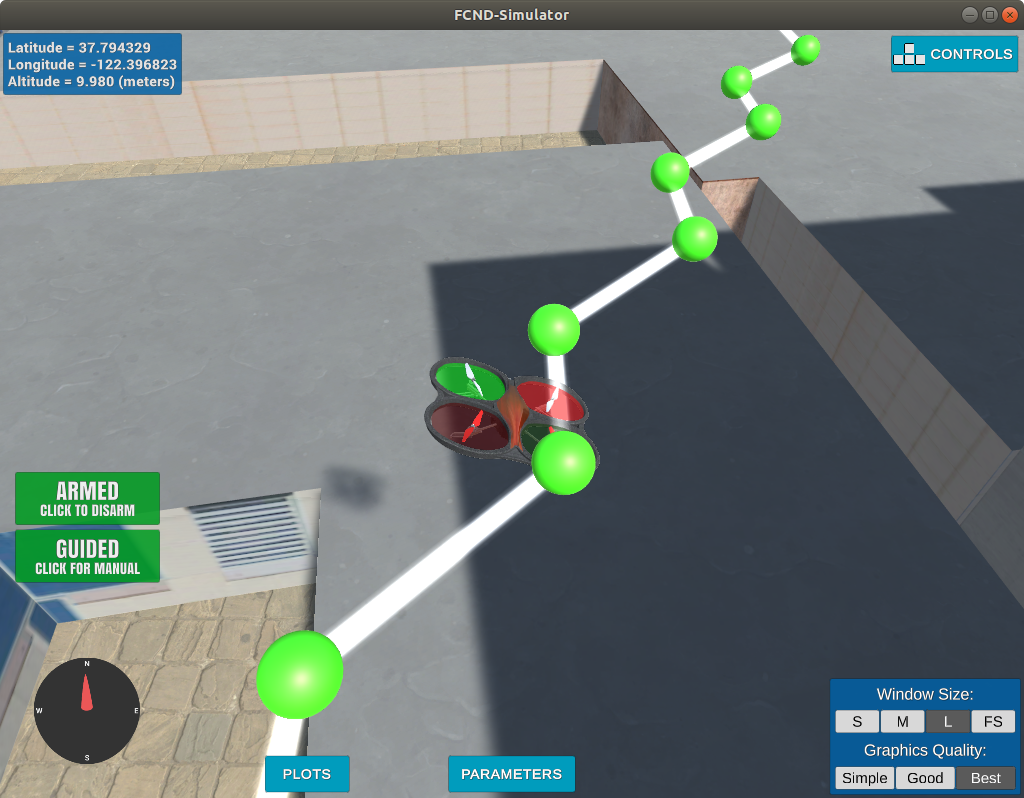 FCND-Simulator
Latitude = 37.794329
Longitude = -122.396823
Altitude = 9.980 (meters)
CONTROLS
ARMED
CLICK TO DISARM
GUIDED
CLICK FOR MANUAL
N
W
E
S
PLOTS
PARAMETERS
Window Size:
S M L FS
Graphics Quality:
Simple Good Best